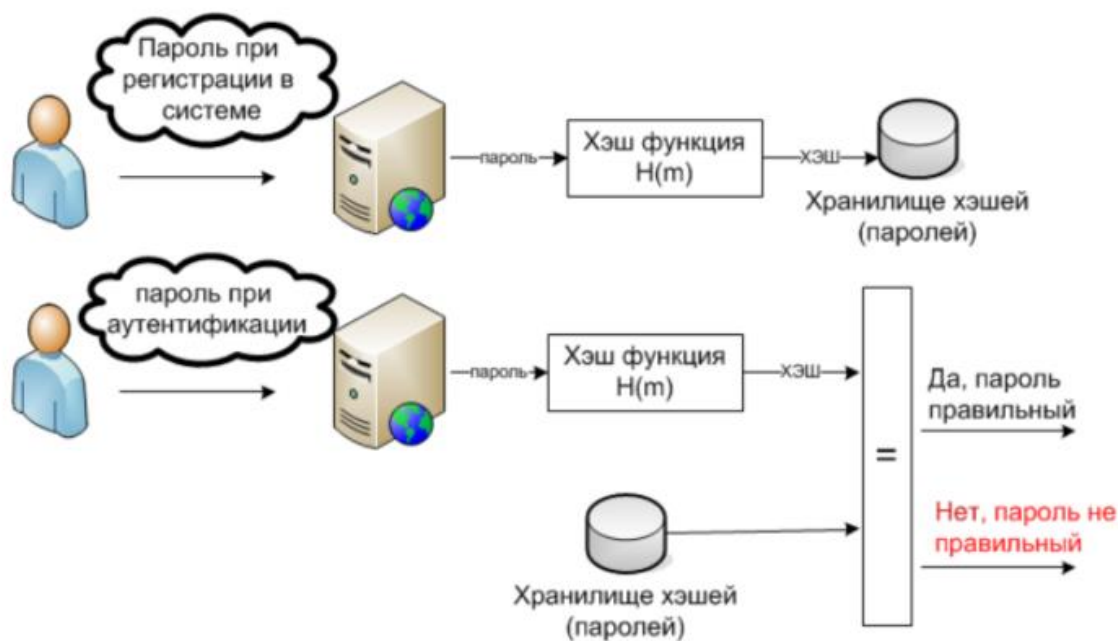 Пароль при
регистрации в
системе
пароль
Хэш функция
H(m)
ХЭШ
Хранилище хэшей
(паролей)
пароль при
аутентификации
пароль
Хэш функция
H(m)
ХЭШ
=
Да, пароль
правильный
Нет, пароль не
правильный
Хранилище хэшей
(паролей)